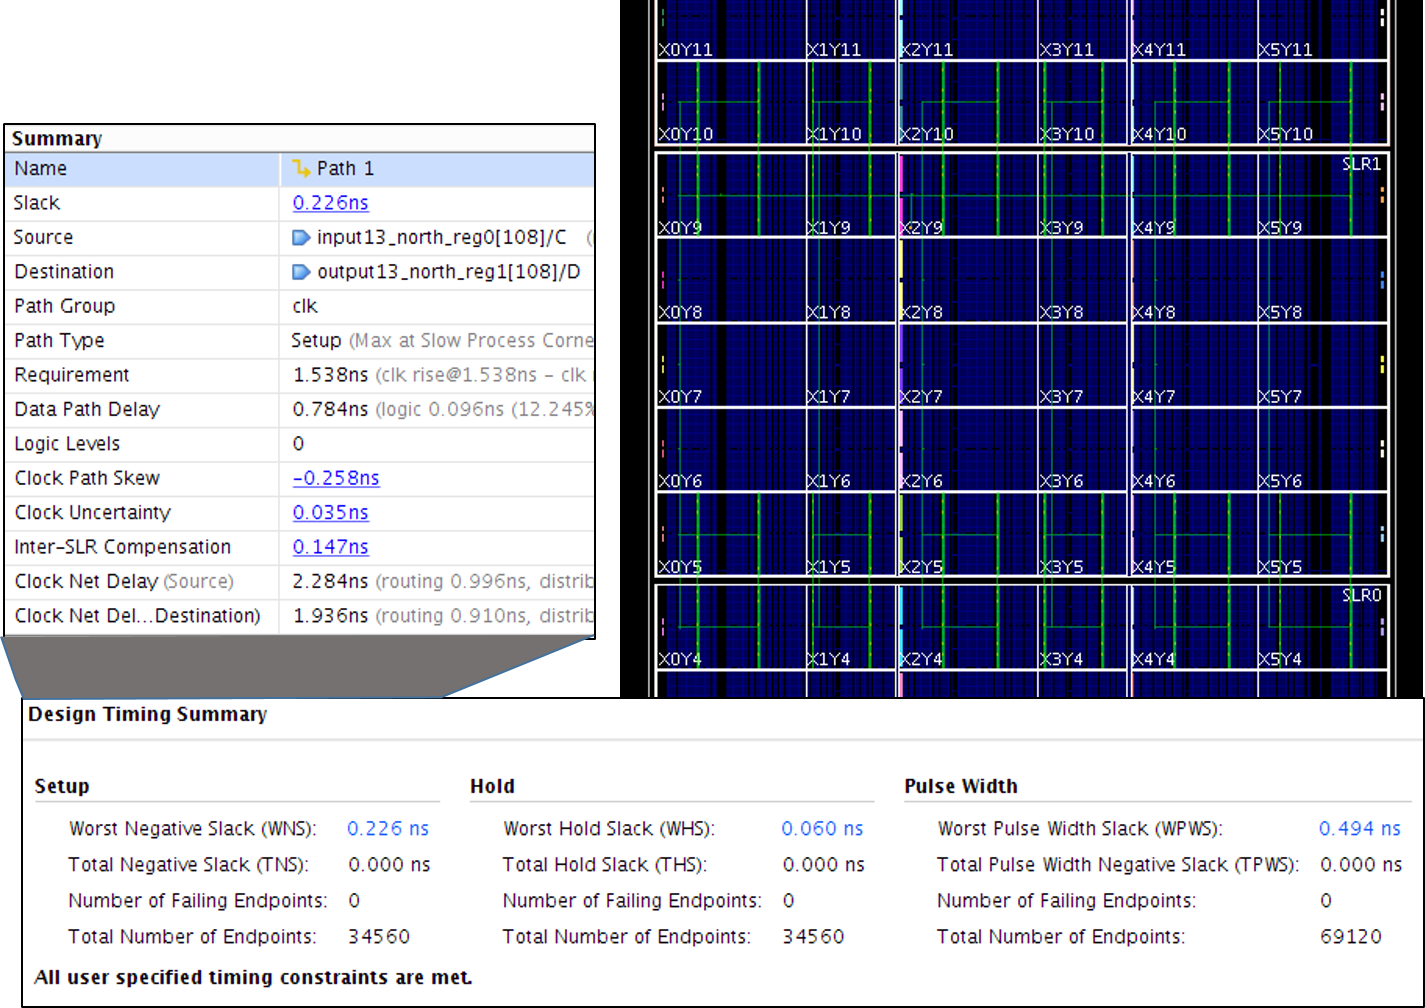 Summary
Name Path 1
Slack 0.226ns
Source input13_north_reg0[108]/C (
Destination output13_north_reg1[108]/D
Path Group clk
Path Type Setup (Max at Slow Process Corne
Requirement 1.538ns (clk rise@1.538ns - clk
Data Path Delay 0.784ns (logic 0.096ns (12.245%
Logic Levels 0
Clock Path Skew -0.258ns
Clock Uncertainty 0.035ns
Inter-SLR Compensation 0.147ns
Clock Net Delay (Source) 2.284ns (routing 0.996ns, distrib
Clock Net Del...Destination) 1.936ns (routing 0.910ns, distrib
X0Y11 X1Y11 X2Y11 X3Y11 X4Y11 X5Y11
X0Y10 X1Y10 X2Y10 X3Y10 X4Y10 X5Y10
SLR1
X0Y9 X1Y9 X2Y9 X3Y9 X4Y9 X5Y9
X0Y8 X1Y8 X2Y8 X3Y8 X4Y8 X5Y8
X0Y7 X1Y7 X2Y7 X3Y7 X4Y7 X5Y7
X0Y6 X1Y6 X2Y6 X3Y6 X4Y6 X5Y6
X0Y5 X1Y5 X2Y5 X3Y5 X4Y5 X5Y5
SLR0
X0Y4 X1Y4 X2Y4 X3Y4 X4Y4 X5Y4
Design Timing Summary
Setup Hold Pulse Width
Worst Negative Slack (WNS): 0.226 ns Worst Hold Slack (WHS): 0.060 ns Worst Pulse Width Slack (WPWS): 0.494 ns
Total Negative Slack (TNS): 0.000 ns Total Hold Slack (THS): 0.000 ns Total Pulse Width Negative Slack (TPWS): 0.000 ns
Number of Failing Endpoints: 0 Number of Failing Endpoints: 0 Number of Failing Endpoints: 0
Total Number of Endpoints: 34560 Total Number of Endpoints: 34560 Total Number of Endpoints: 69120
All user specified timing constraints are met.